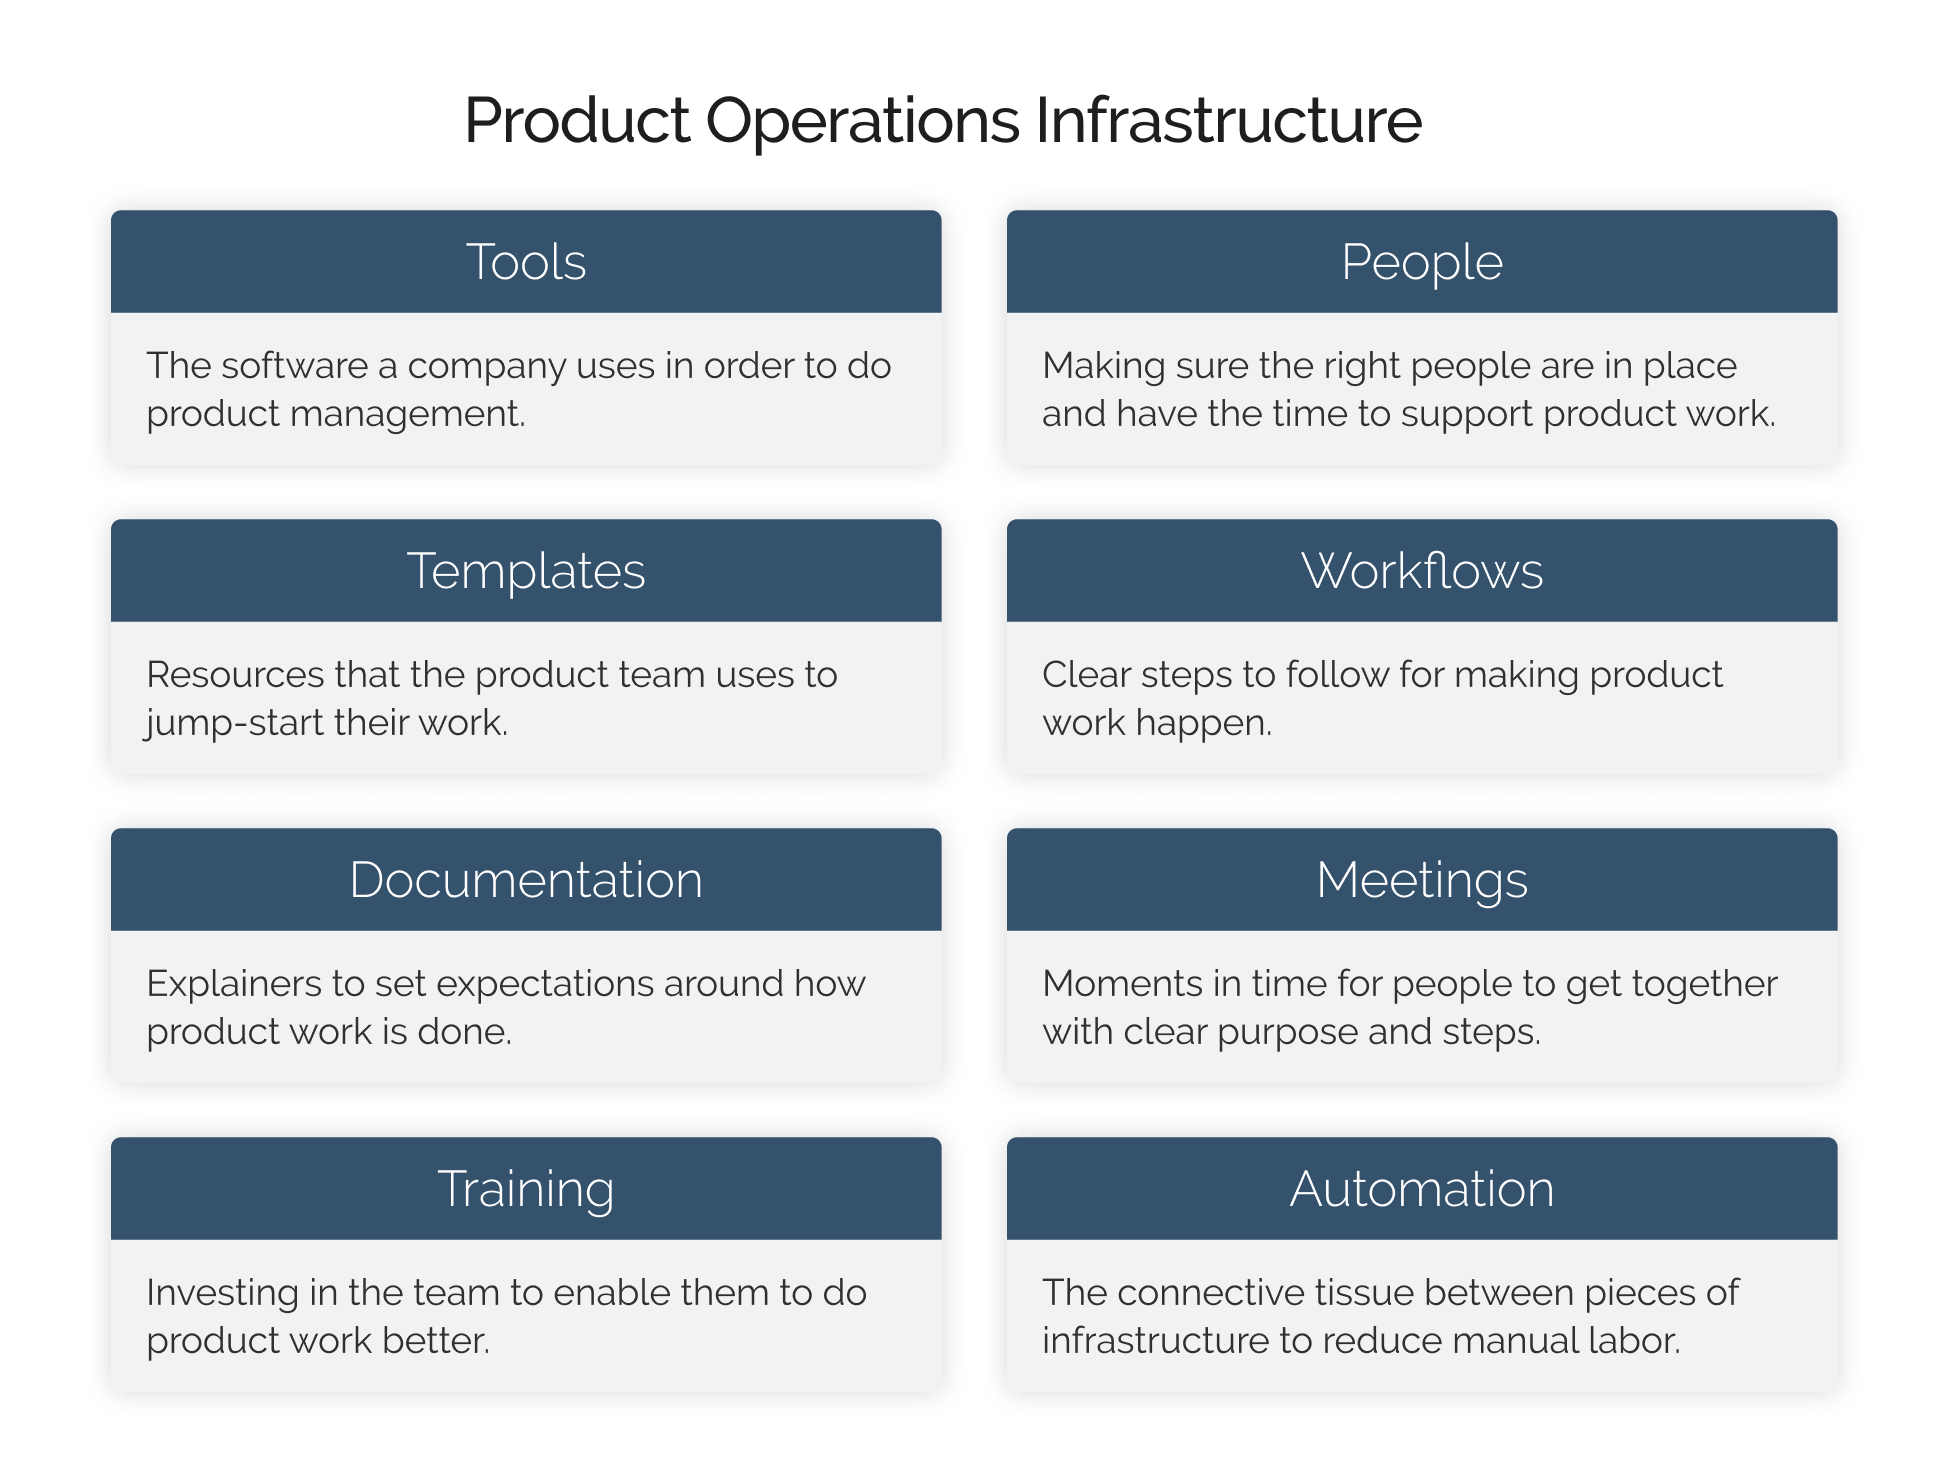 Product Operations Infrastructure
Tools
The software a company uses in order to do
product management.
People
Making sure the right people are in place
and have the time to support product work.
Templates
Resources that the product team uses to
jump-start their work.
Workflows
Clear steps to follow for making product
work happen.
Documentation
Explainers to set expectations around how
product work is done.
Meetings
Moments in time for people to get together
with clear purpose and steps.
Training
Investing in the team to enable them to do
product work better.
Automation
The connective tissue between pieces of
infrastructure to reduce manual labor.